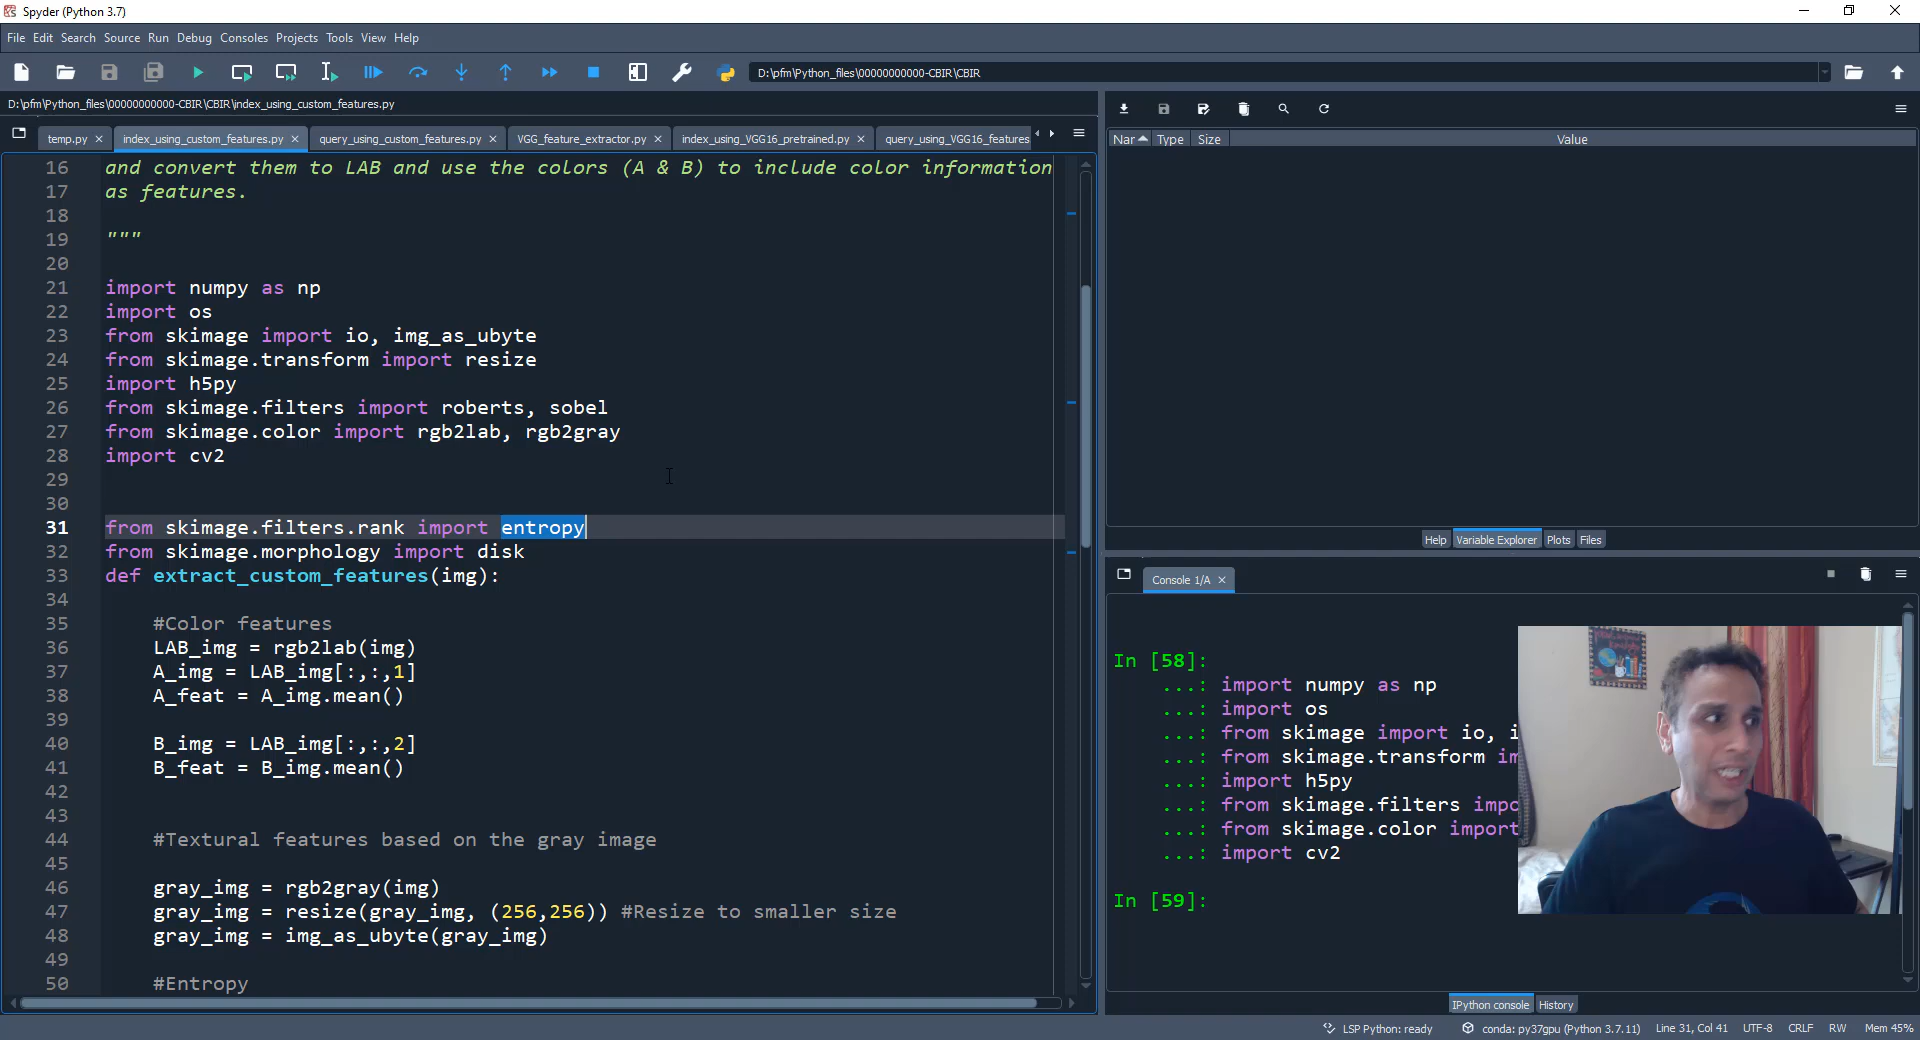 Spyder (Python 3.7)
File Edit Search Source Run Debug Consoles Projects Tools View Help
D:\pfm\Python_files\00000000000-CBIR\CBIR
D:\pfm\Python_files\00000000000-CBIR\CBIR\index_using_custom_features.py
temp.py index_using_custom_features.py query_using_custom_features.py VGG_feature_extractor.py index_using_VGG16_pretrained.py query_using_VGG16_features
16 and convert them to LAB and use the colors (A & B) to include color information
17 as features.
18
19 """
20
21 import numpy as np
22 import os
23 from skimage import io, img_as_ubyte
24 from skimage.transform import resize
25 import h5py
26 from skimage.filters import roberts, sobel
27 from skimage.color import rgb2lab, rgb2gray
28 import cv2
29
30
31 from skimage.filters.rank import entropy
32 from skimage.morphology import disk
33 def extract_custom_features(img):
34
35 #Color features
36 LAB_img = rgb2lab(img)
37 A_img = LAB_img[:,:,1]
38 A_feat = A_img.mean()
39
40 B_img = LAB_img[:,:,2]
41 B_feat = B_img.mean()
42
43
44 #Textural features based on the gray image
45
46 gray_img = rgb2gray(img)
47 gray_img = resize(gray_img, (256,256)) #Resize to smaller size
48 gray_img = img_as_ubyte(gray_img)
49
50 #Entropy
Nar Type Size Value
Help Variable Explorer Plots Files
Console 1/A
In [58]:
...: import numpy as np
...: import os
...: from skimage import io, i
...: from skimage.transform im
...: import h5py
...: from skimage.filters impo
...: from skimage.color import
...: import cv2
In [59]:
IPython console History
LSP Python: ready conda: py37gpu (Python 3.7.11) Line 31, Col 41 UTF-8 CRLF RW Mem 45%